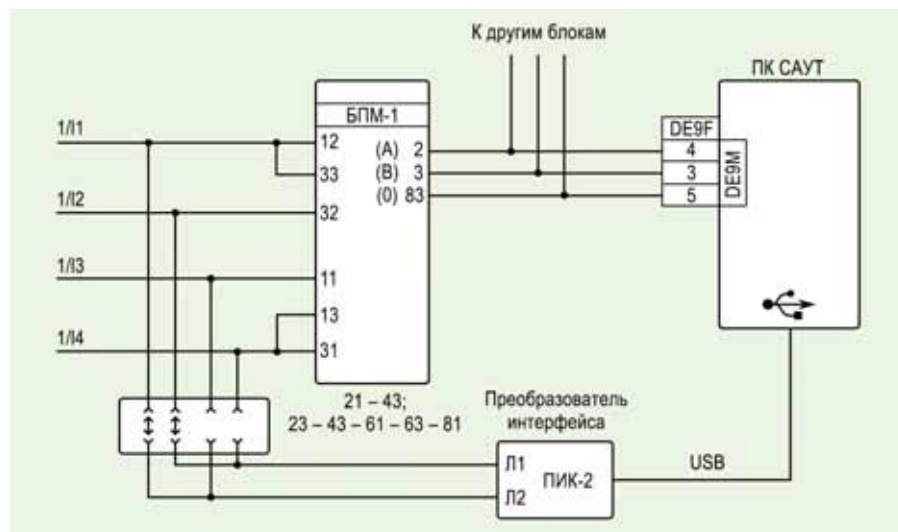 К другим блокам
ПК САУТ
БПМ-1
1/I1
12
(A) 2
33
(B) 3
(0) 83
DE9F
4
3
5
DE9M
1/I2
32
1/I3
11
13
1/I4
31
21 – 43;
23 – 43 – 61 – 63 – 81
Преобразователь
интерфейса
Л1
Л2
ПИК-2
USB